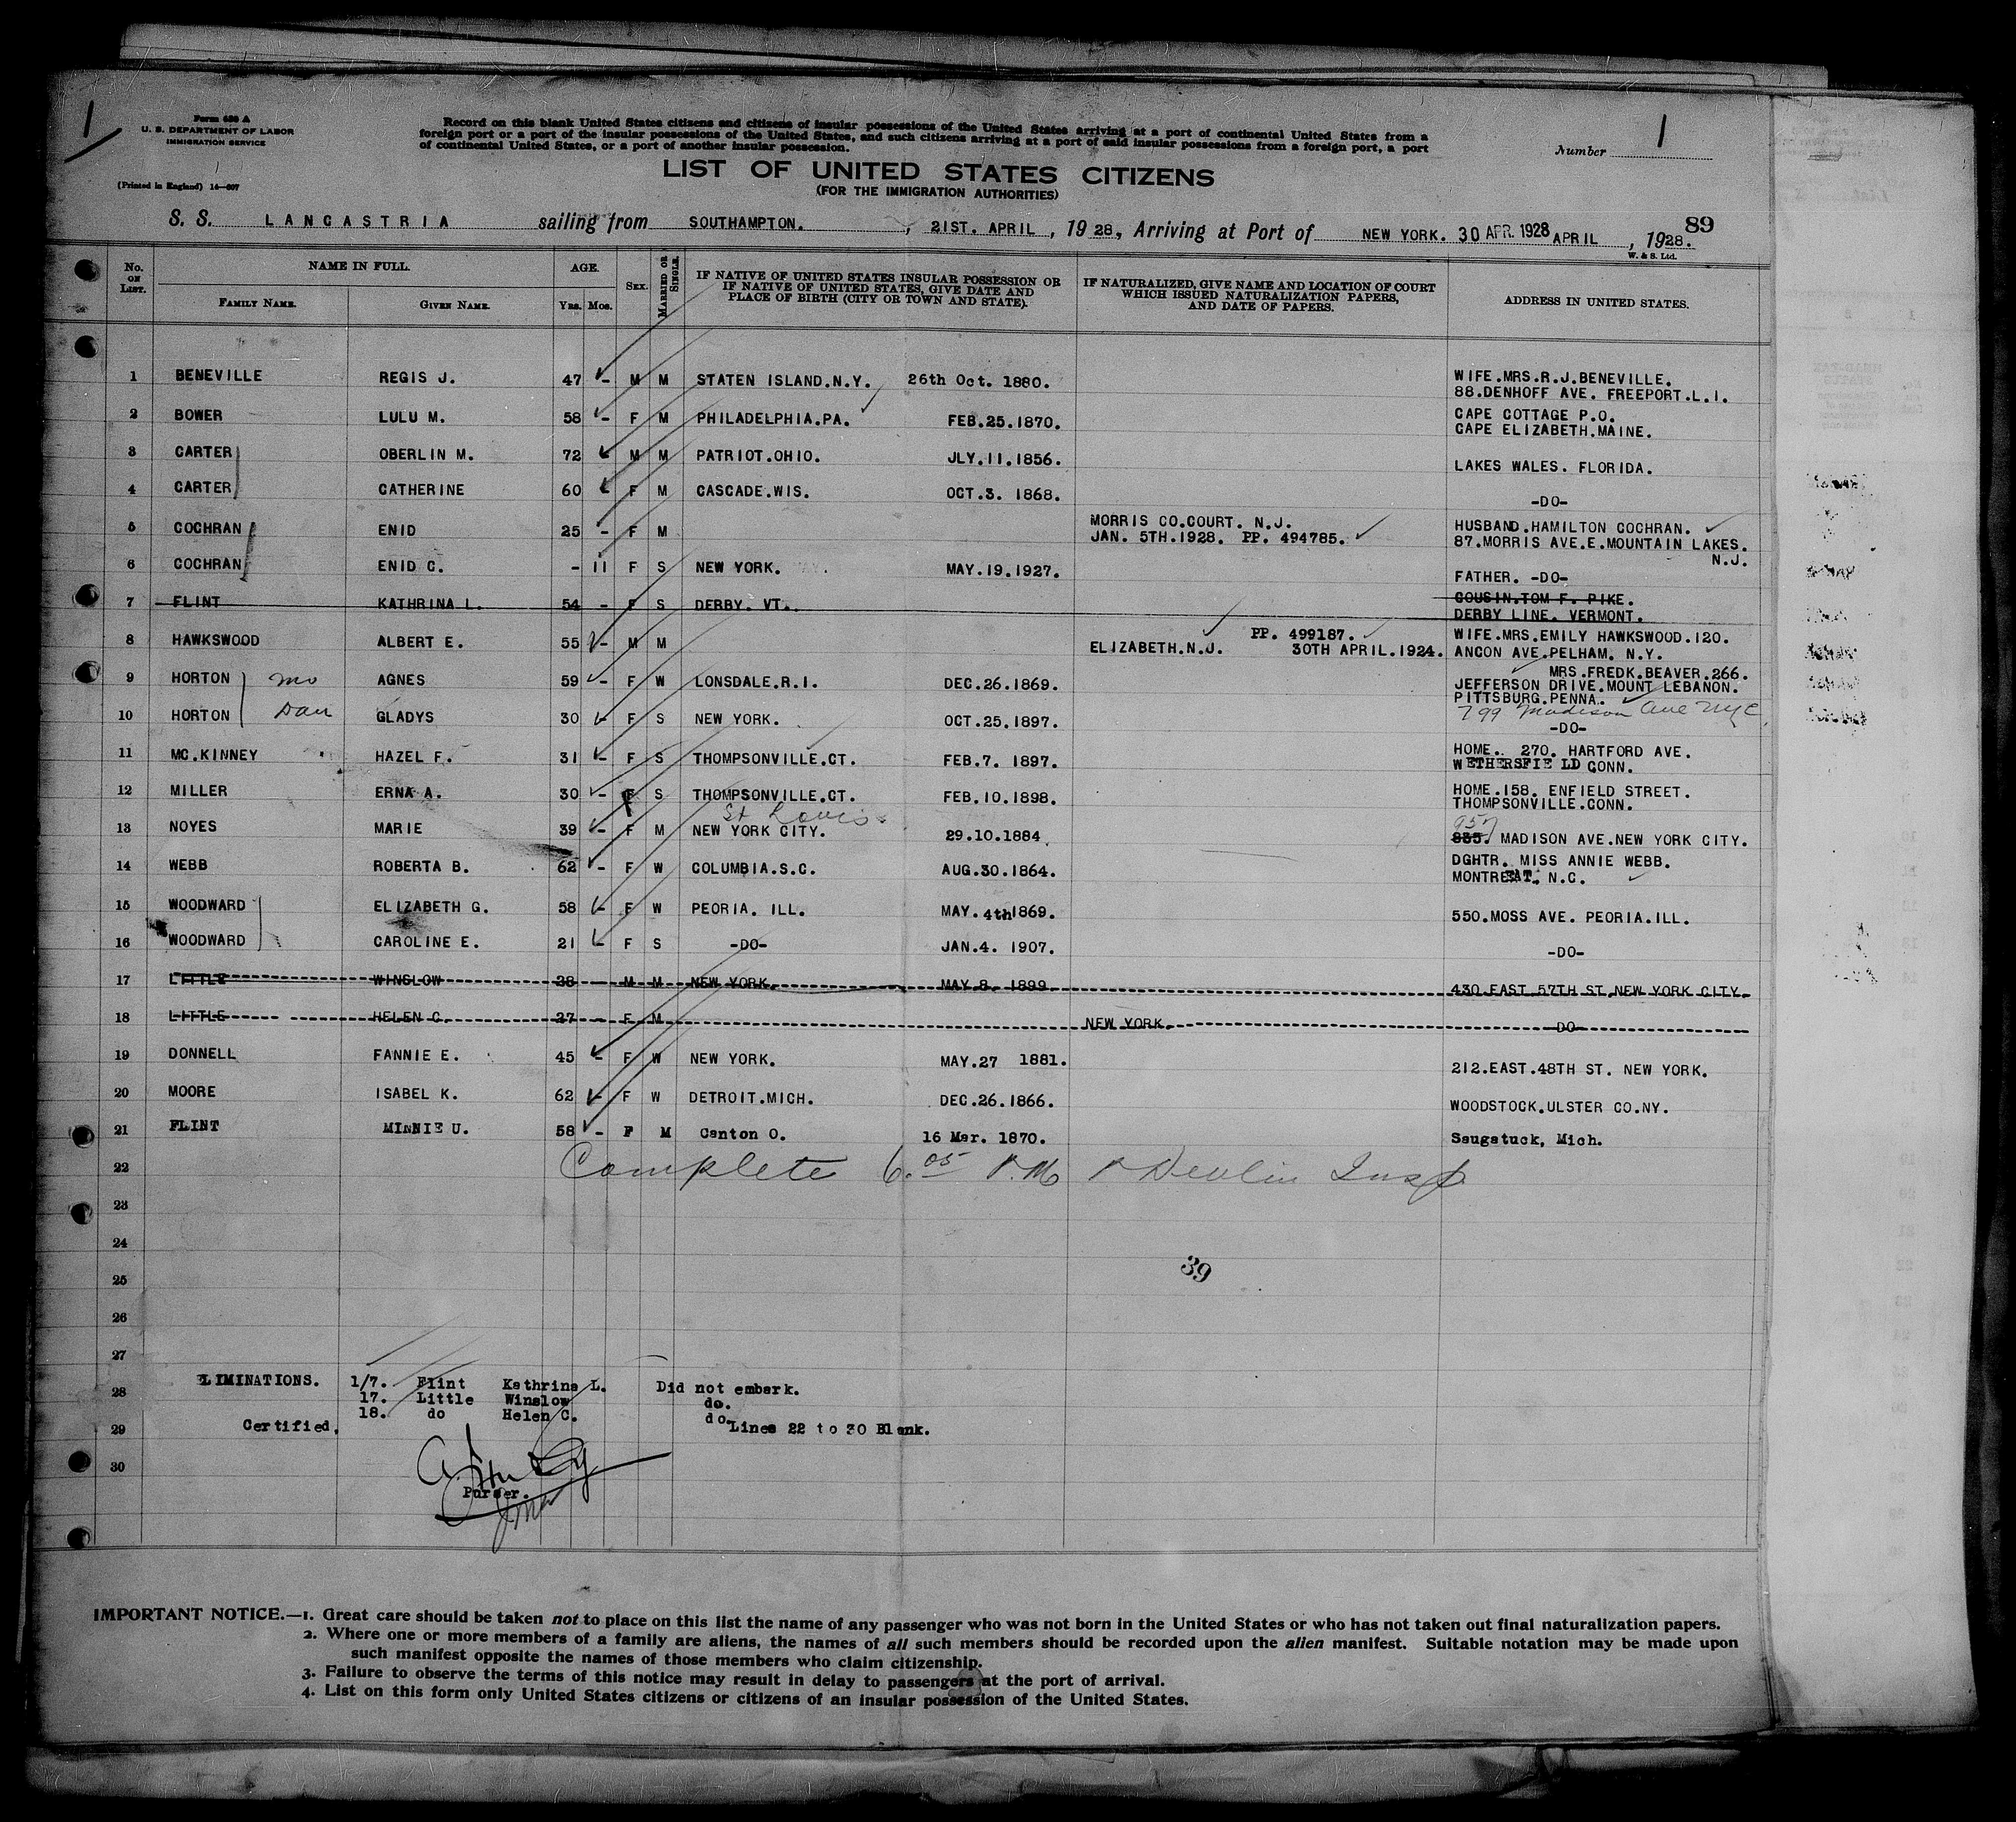 1
Form 630 A
U. S. DEPARTMENT OF LABOR
IMMIGRATION SERVICE
(Printed in England) 14—607
Record on this blank United States citizens and citizens of insular possessions of the United States arriving at a port of continental United States from a
foreign port or a port of the insular possessions of the United States, and such citizens arriving at a port of said insular possessions from a foreign port, a port
of continental United States, or a port of another insular possession.
Number 1
LIST OF UNITED STATES CITIZENS
(FOR THE IMMIGRATION AUTHORITIES)
89
S. S. LANCASTRIA sailing from SOUTHAMPTON. , 21ST. APRIL , 1928, Arriving at Port of NEW YORK. 30 APR. 1928 APRIL , 1928.
W. & S. Ltd.
No. ON LIST. NAME IN FULL. FAMILY NAME. GIVEN NAME. AGE. Yrs. Mos. SEX. MARRIED OR SINGLE. IF NATIVE OF UNITED STATES INSULAR POSSESSION OR IF NATIVE OF UNITED STATES, GIVE DATE AND PLACE OF BIRTH (CITY OR TOWN AND STATE). IF NATURALIZED, GIVE NAME AND LOCATION OF COURT WHICH ISSUED NATURALIZATION PAPERS, AND DATE OF PAPERS. ADDRESS IN UNITED STATES.
1 BENEVILLE REGIS J. 47 - M M STATEN ISLAND.N.Y. 26th Oct. 1880. WIFE.MRS.R.J.BENEVILLE.
88.DENHOFF AVE. FREEPORT.L.I.
2 BOWER LULU M. 58 - F M PHILADELPHIA.PA. FEB.25.1870. CAPE COTTAGE P.O.
CAPE ELIZABETH.MAINE.
3 CARTER OBERLIN M. 72 - M M PATRIOT.OHIO. JLY.11.1856. LAKES WALES. FLORIDA.
4 CARTER CATHERINE 60 - F M CASCADE.WIS. OCT.3. 1868. -DO-
5 COCHRAN ENID 25 - F M MORRIS CO.COURT. N.J. HUSBAND.HAMILTON COCHRAN.
JAN. 5TH.1928. PP. 494785. 87.MORRIS AVE.E.MOUNTAIN LAKES.
N.J.
6 COCHRAN ENID C. - 11 F S NEW YORK. MAY.19.1927. FATHER. -DO-
7 FLINT KATHRINA L. 54 - F S DERBY. VT. COUSIN.TOM F. PIKE.
DERBY LINE. VERMONT.
8 HAWKSWOOD ALBERT E. 55 - M M PP. 499187. WIFE.MRS.EMILY HAWKSWOOD.120.
ELIZABETH.N.J. 30TH APRIL.1924. ANCON AVE.PELHAM. N.Y.
9 HORTON mo AGNES 59 - F W LONSDALE.R.I. DEC.26.1869. MRS.FREDK.BEAVER.266.
JEFFERSON DRIVE.MOUNT LEBANON.
PITTSBURG.PENNA.
799 Madison Ave NYC
10 HORTON Dau GLADYS 30 - F S NEW YORK. OCT.25.1897. -DO-
11 MC.KINNEY HAZEL F. 31 - F S THOMPSONVILLE.CT. FEB.7. 1897. HOME. 270. HARTFORD AVE.
WETHERSFIELD CONN.
12 MILLER ERNA A. 30 - F S THOMPSONVILLE.CT. FEB.10.1898. HOME.158. ENFIELD STREET.
THOMPSONVILLE.CONN.
St Louis 957
13 NOYES MARIE 39 - F M NEW YORK CITY. 29.10.1884. 835. MADISON AVE.NEW YORK CITY.
14 WEBB ROBERTA B. 62 - F W COLUMBIA.S.C. AUG.30.1864. DGHTR. MISS ANNIE WEBB.
MONTREAT. N.C.
15 WOODWARD ELIZABETH G. 58 - F W PEORIA. ILL. MAY. 4th 1869. 550.MOSS AVE. PEORIA.ILL.
16 WOODWARD CAROLINE E. 21 - F S -DO- JAN.4. 1907. -DO-
17 LITTLE WINSLOW 28 - M M NEW YORK. MAY 8. 1899. 430.EAST 57TH ST.NEW YORK CITY.
18 LITTLE HELEN C. 27 - F M NEW YORK. DO
19 DONNELL FANNIE E. 45 - F W NEW YORK. MAY.27 1881. 212.EAST.48TH ST. NEW YORK.
20 MOORE ISABEL K. 62 - F W DETROIT.MICH. DEC.26.1866. WOODSTOCK.ULSTER CO.NY.
21 FLINT MINNIE U. 58 - F M Canton O. 16 Mar. 1870. Saugatuck, Mich.
22 Complete 6.05 P.M Devlin Insp
23
24
25 39
26
27
28 ELIMINATIONS. 1/7. Flint Kathrina L. Did not embark.
17. Little Winslow do.
18. do Helen C. do.
29 Certified. Lines 22 to 30 Blank.
30
Purser.
IMPORTANT NOTICE.—1. Great care should be taken not to place on this list the name of any passenger who was not born in the United States or who has not taken out final naturalization papers.
2. Where one or more members of a family are aliens, the names of all such members should be recorded upon the alien manifest. Suitable notation may be made upon
such manifest opposite the names of those members who claim citizenship.
3. Failure to observe the terms of this notice may result in delay to passengers at the port of arrival.
4. List on this form only United States citizens or citizens of an insular possession of the United States.